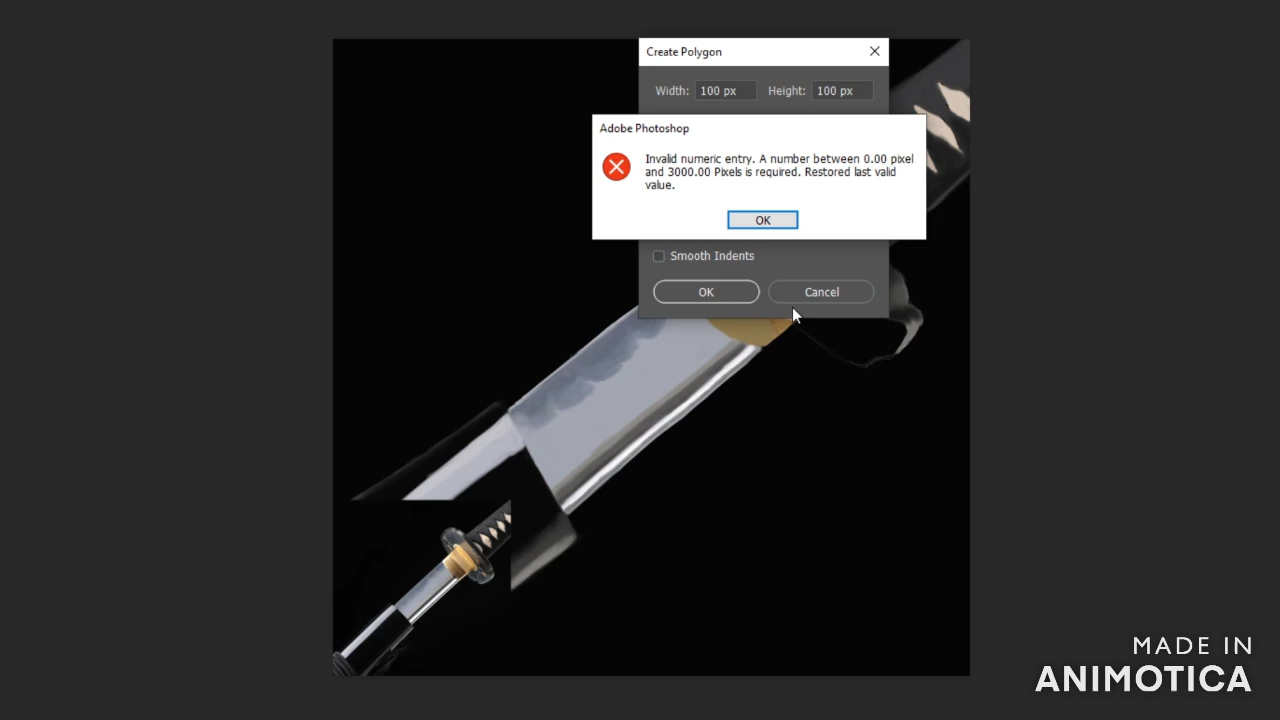 Create Polygon
Width: 100 px Height: 100 px
Adobe Photoshop
Invalid numeric entry. A number between 0.00 pixel
and 3000.00 Pixels is required. Restored last valid
value.
OK
Smooth Indents
OK Cancel
MADE IN
ANIMOTICA